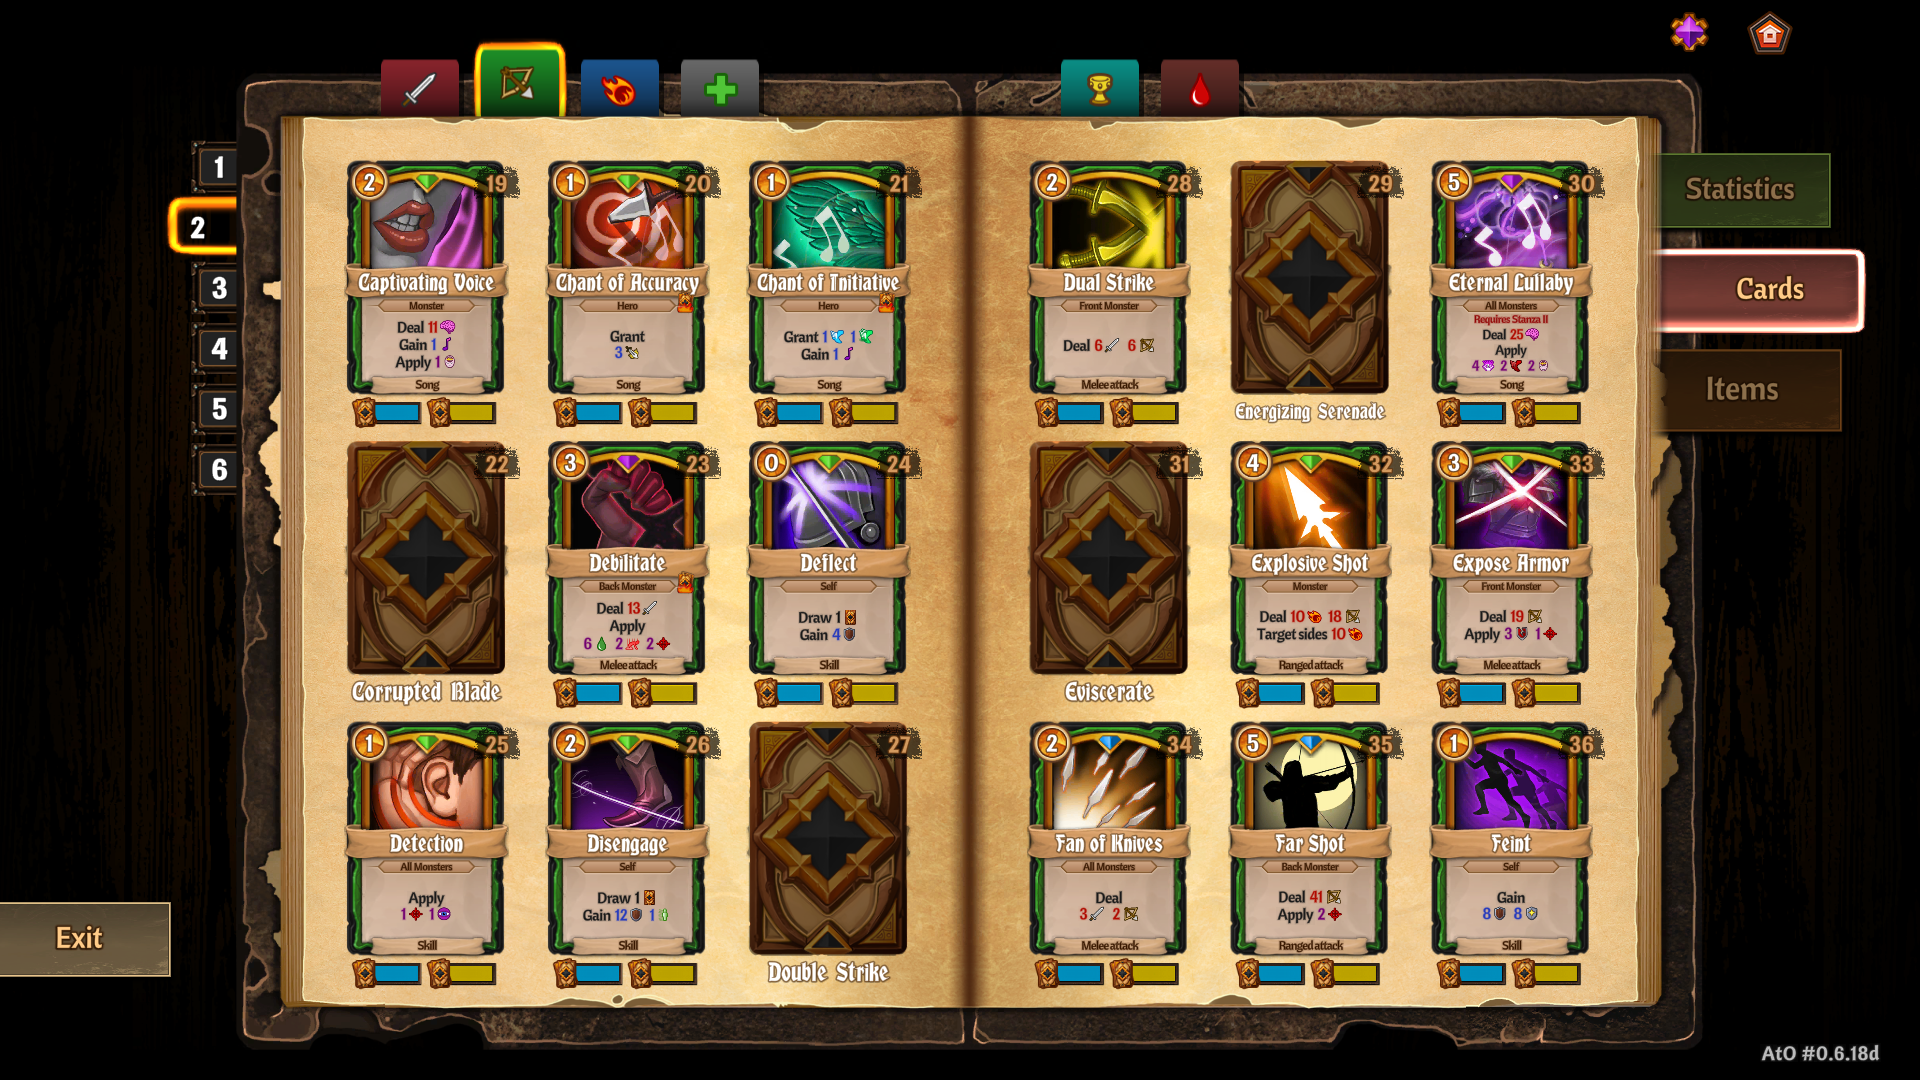 1
2
3
4
5
6
2
19
Captivating Voice
Monster
Deal 11
Gain 1
Apply 1
Song
1
20
Chant of Accuracy
Hero
Grant
3
Song
1
21
Chant of Initiative
Hero
Grant 1 1
Gain 1
Song
22
Corrupted Blade
3
23
Debilitate
Back Monster
Deal 13
Apply
6 2 2
Melee attack
0
24
Deflect
Self
Draw 1
Gain 4
Skill
1
25
Detection
All Monsters
Apply
1 1
Skill
2
26
Disengage
Self
Draw 1
Gain 12 1
Skill
27
Double Strike
2
28
Dual Strike
Front Monster
Deal 6 6
Melee attack
29
Energizing Serenade
5
30
Eternal Lullaby
All Monsters
Requires Stanza II
Deal 25
Apply
4 2 2
Song
31
Eviscerate
4
32
Explosive Shot
Monster
Deal 10 18
Target sides 10
Ranged attack
3
33
Expose Armor
Front Monster
Deal 19
Apply 3 1
Melee attack
2
34
Fan of Knives
All Monsters
Deal
3 2
Melee attack
5
35
Far Shot
Back Monster
Deal 41
Apply 2
Ranged attack
1
36
Feint
Self
Gain
8 8
Skill
Statistics
Cards
Items
Exit
AtO #0.6.18d